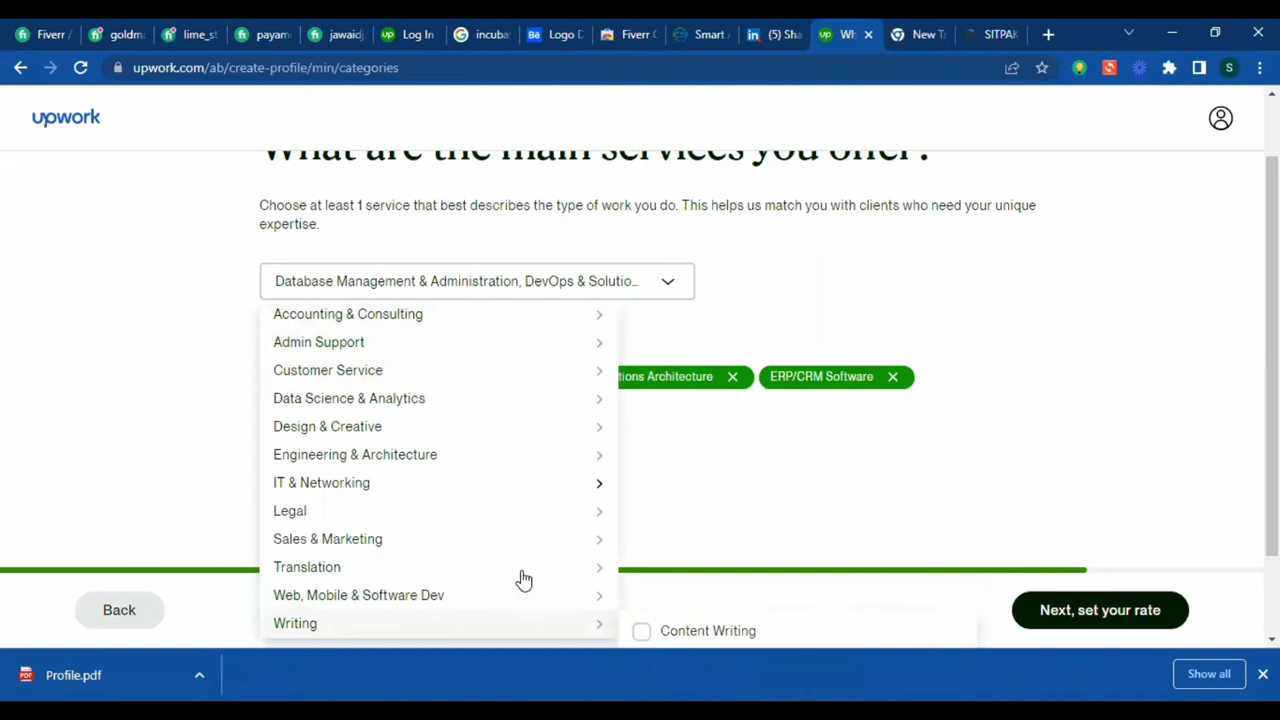 Fiverr /
goldma
lime_st
payam
jawaid
Log In
incuba
Logo D
Fiverr C
Smart A
(5) Sha
Wh
New Ta
SITPAK
upwork.com/ab/create-profile/min/categories
S
upwork
What are the main services you offer?
Choose at least 1 service that best describes the type of work you do. This helps us match you with clients who need your unique
expertise.
Database Management & Administration, DevOps & Solutio...
Accounting & Consulting
Admin Support
Customer Service
tions Architecture
ERP/CRM Software
Data Science & Analytics
Design & Creative
Engineering & Architecture
IT & Networking
Legal
Sales & Marketing
Translation
Web, Mobile & Software Dev
Writing
Content Writing
Back
Next, set your rate
Profile.pdf
Show all